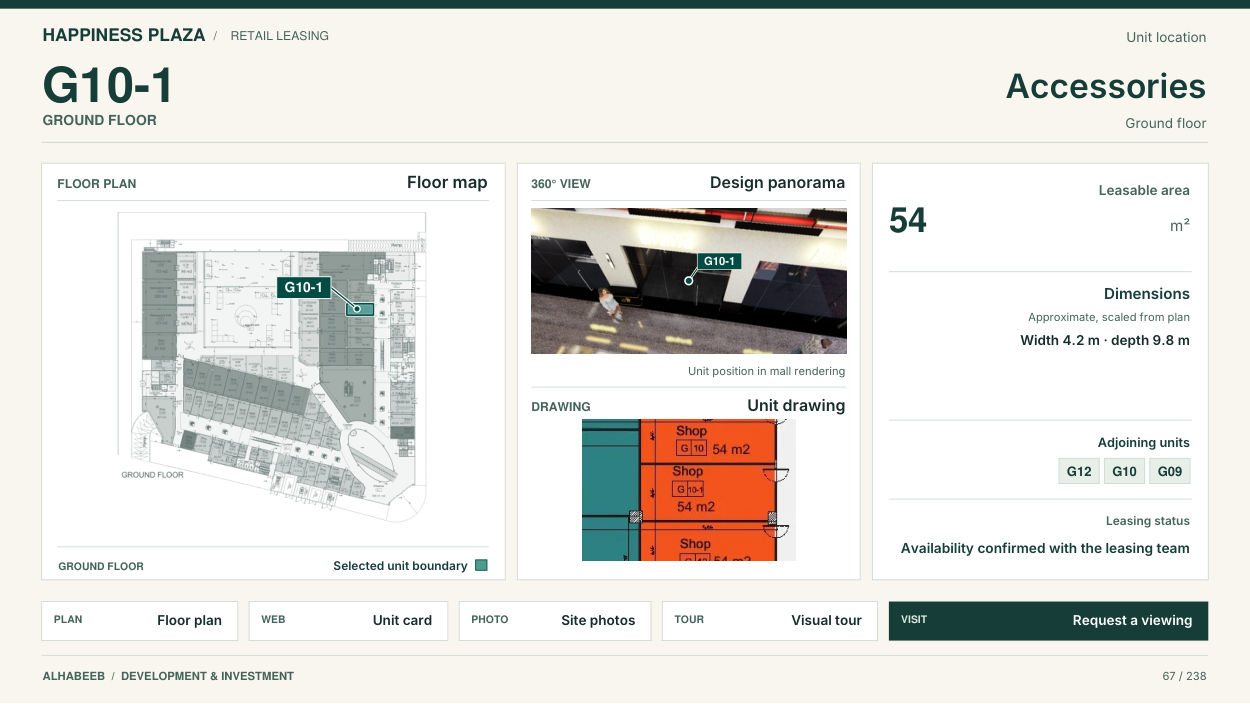 HAPPINESS PLAZA / RETAIL LEASING
Unit location
G10-1
Accessories
GROUND FLOOR
Ground floor
FLOOR PLAN
Floor map
G10-1
GROUND FLOOR
GROUND FLOOR
Selected unit boundary
360° VIEW
Design panorama
G10-1
Unit position in mall rendering
DRAWING
Unit drawing
Shop
G 10 54 m2
Shop
G 10-1
54 m2
Shop
Leasable area
54 m²
Dimensions
Approximate, scaled from plan
Width 4.2 m · depth 9.8 m
Adjoining units
G12 G10 G09
Leasing status
Availability confirmed with the leasing team
PLAN Floor plan
WEB Unit card
PHOTO Site photos
TOUR Visual tour
VISIT Request a viewing
ALHABEEB / DEVELOPMENT & INVESTMENT
67 / 238